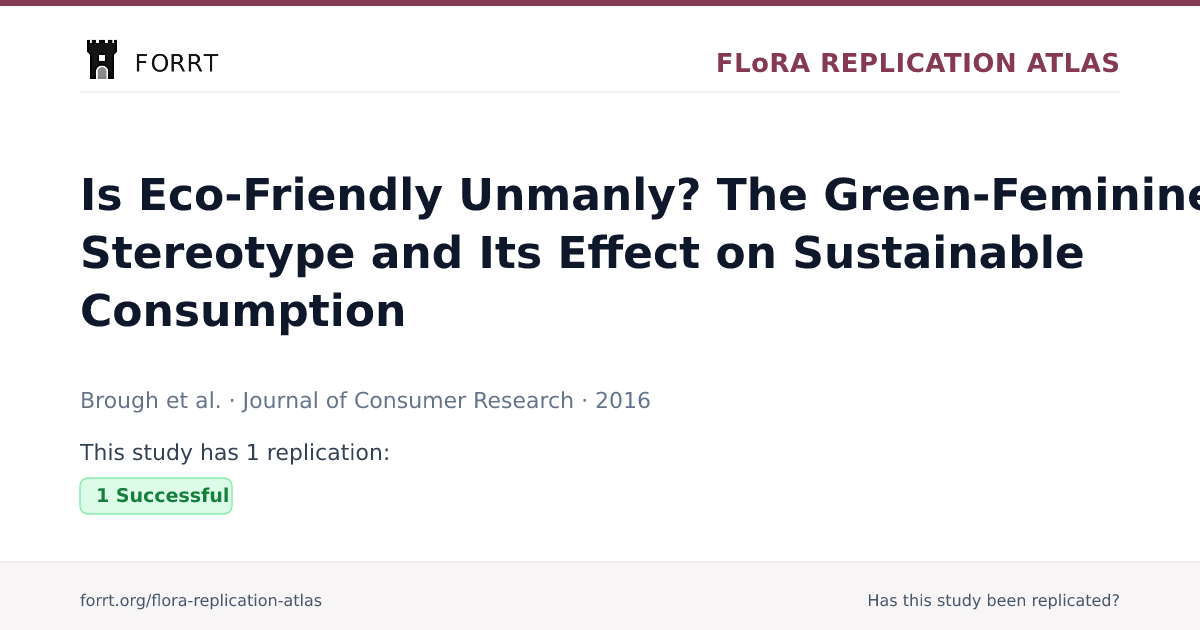 FORRT
FLoRA REPLICATION ATLAS
Is Eco-Friendly Unmanly? The Green-Feminine
Stereotype and Its Effect on Sustainable
Consumption
Brough et al. · Journal of Consumer Research · 2016
This study has 1 replication:
1 Successful
forrt.org/flora-replication-atlas
Has this study been replicated?